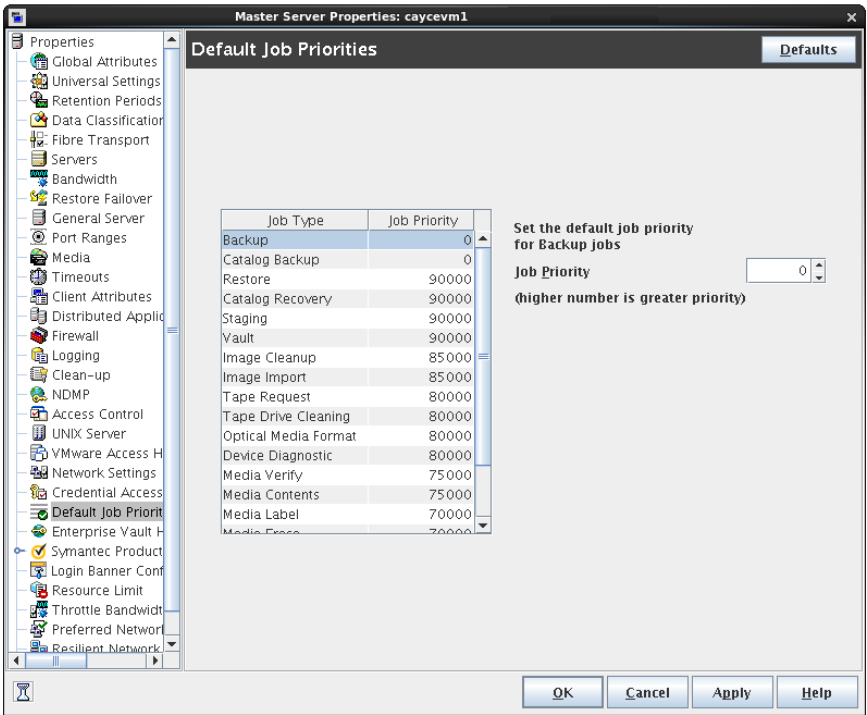 Master Server Properties: caycevm1
Properties
Global Attributes
Universal Settings
Retention Periods
Data Classification
Fibre Transport
Servers
Bandwidth
Restore Failover
General Server
Port Ranges
Media
Timeouts
Client Attributes
Distributed Applic
Firewall
Logging
Clean-up
NDMP
Access Control
UNIX Server
VMware Access H
Network Settings
Credential Access
Default Job Priorit
Enterprise Vault H
Symantec Product
Login Banner Conf
Resource Limit
Throttle Bandwidt
Preferred Networl
Resilient Network
Default Job Priorities
Defaults
Job Type Job Priority
Backup 0
Catalog Backup 0
Restore 90000
Catalog Recovery 90000
Staging 90000
Vault 90000
Image Cleanup 85000
Image Import 85000
Tape Request 80000
Tape Drive Cleaning 80000
Optical Media Format 80000
Device Diagnostic 80000
Media Verify 75000
Media Contents 75000
Media Label 70000
Media Erase 70000
Set the default job priority
for Backup jobs
Job Priority 0
(higher number is greater priority)
OK Cancel Apply Help